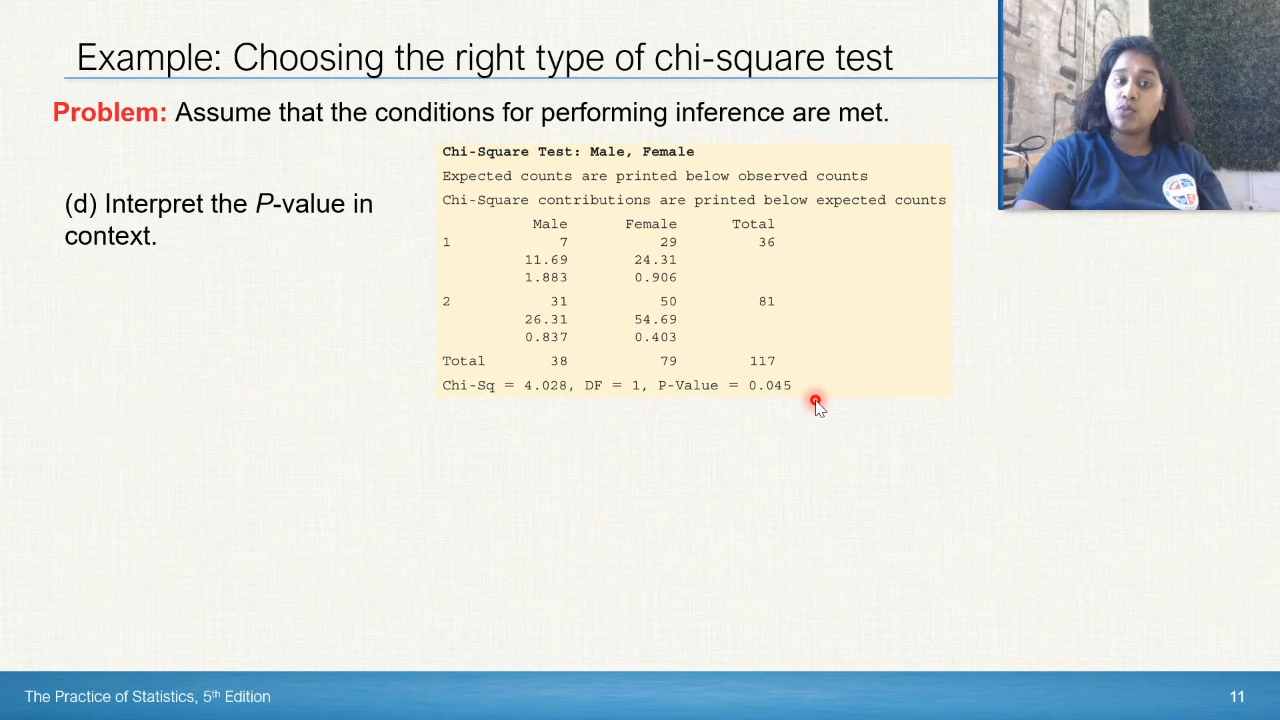 Example: Choosing the right type of chi-square test
Problem: Assume that the conditions for performing inference are met.
(d) Interpret the P-value in
context.
Chi-Square Test: Male, Female
Expected counts are printed below observed counts
Chi-Square contributions are printed below expected counts
Male Female Total
1 7 29 36
11.69 24.31
1.883 0.906
2 31 50 81
26.31 54.69
0.837 0.403
Total 38 79 117
Chi-Sq = 4.028, DF = 1, P-Value = 0.045
The Practice of Statistics, 5th Edition
11